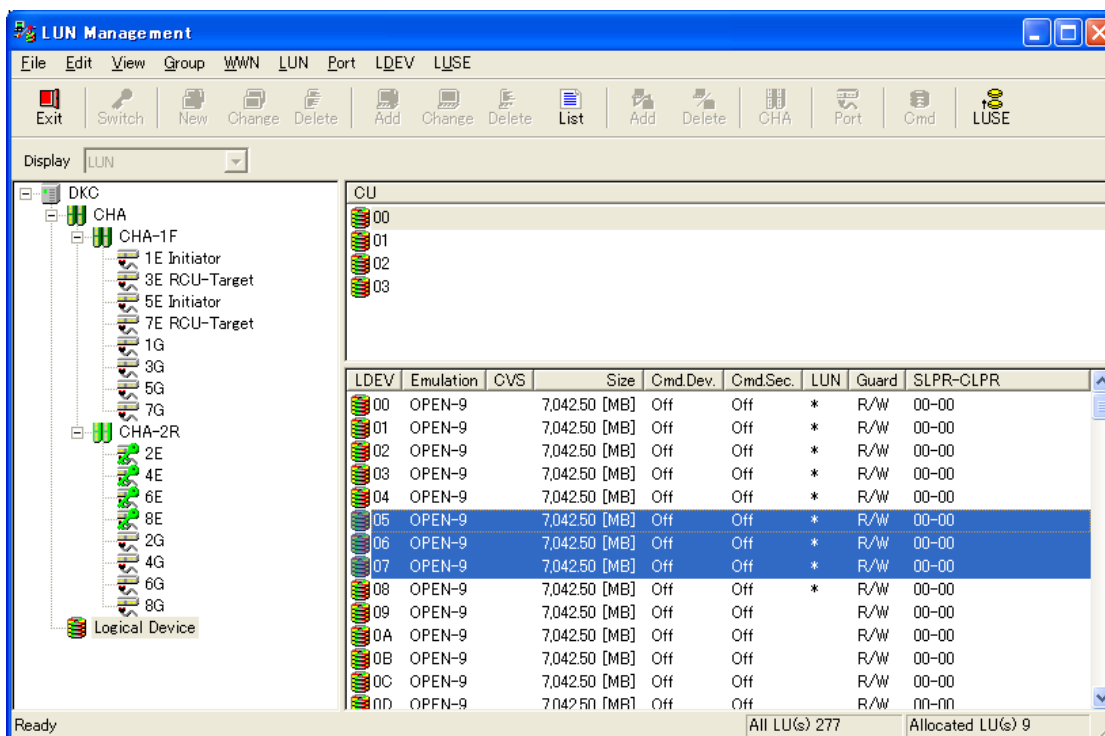 LUN Management
File Edit View Group WWN LUN Port LDEV LUSE
Exit Switch New Change Delete Add Change Delete List Add Delete CHA Port Cmd LUSE
Display LUN
DKC
CHA
CHA-1F
1E Initiator
3E RCU-Target
5E Initiator
7E RCU-Target
1G
3G
5G
7G
CHA-2R
2E
4E
6E
8E
2G
4G
6G
8G
Logical Device
CU
00
01
02
03
LDEV Emulation CVS Size Cmd.Dev. Cmd.Sec. LUN Guard SLPR-CLPR
00 OPEN-9 7,042.50 [MB] Off Off * R/W 00-00
01 OPEN-9 7,042.50 [MB] Off Off * R/W 00-00
02 OPEN-9 7,042.50 [MB] Off Off * R/W 00-00
03 OPEN-9 7,042.50 [MB] Off Off * R/W 00-00
04 OPEN-9 7,042.50 [MB] Off Off * R/W 00-00
05 OPEN-9 7,042.50 [MB] Off Off * R/W 00-00
06 OPEN-9 7,042.50 [MB] Off Off * R/W 00-00
07 OPEN-9 7,042.50 [MB] Off Off * R/W 00-00
08 OPEN-9 7,042.50 [MB] Off Off * R/W 00-00
09 OPEN-9 7,042.50 [MB] Off Off R/W 00-00
0A OPEN-9 7,042.50 [MB] Off Off R/W 00-00
0B OPEN-9 7,042.50 [MB] Off Off R/W 00-00
0C OPEN-9 7,042.50 [MB] Off Off R/W 00-00
0D OPEN-9 7,042.50 [MB] Off Off R/W 00-00
Ready All LU(s) 277 Allocated LU(s) 9